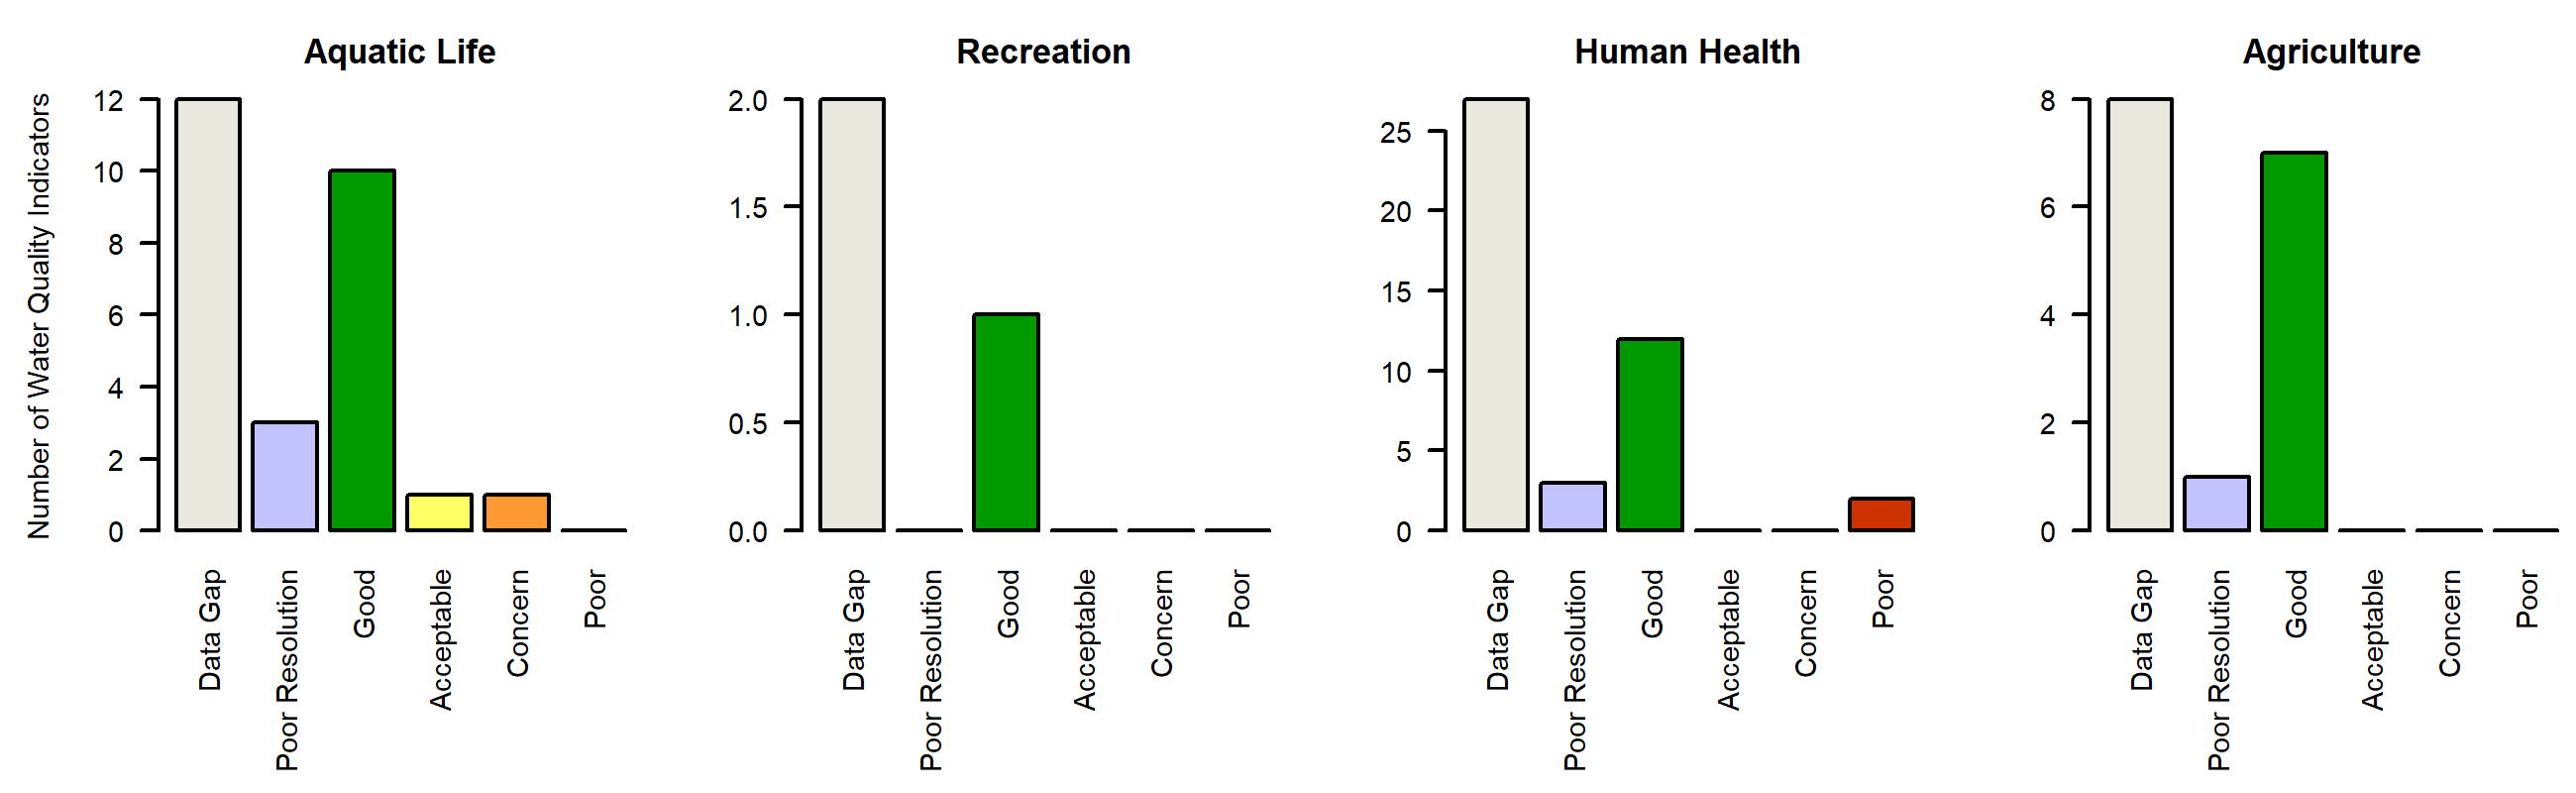 Aquatic Life
Number of Water Quality Indicators
12
10
8
6
4
2
0
Data Gap
Poor Resolution
Good
Acceptable
Concern
Poor
Recreation
2.0
1.5
1.0
0.5
0.0
Data Gap
Poor Resolution
Good
Acceptable
Concern
Poor
Human Health
25
20
15
10
5
0
Data Gap
Poor Resolution
Good
Acceptable
Concern
Poor
Agriculture
8
6
4
2
0
Data Gap
Poor Resolution
Good
Acceptable
Concern
Poor